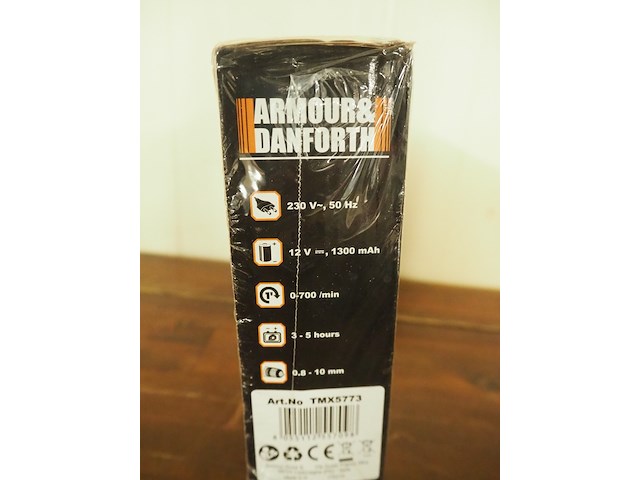 ARMOUR&
DANFORTH
230 V~, 50 Hz
12 V ⎓, 1300 mAh
0-700 /min
3 - 5 hours
0.8 - 10 mm
Art.No TMX5773
CE